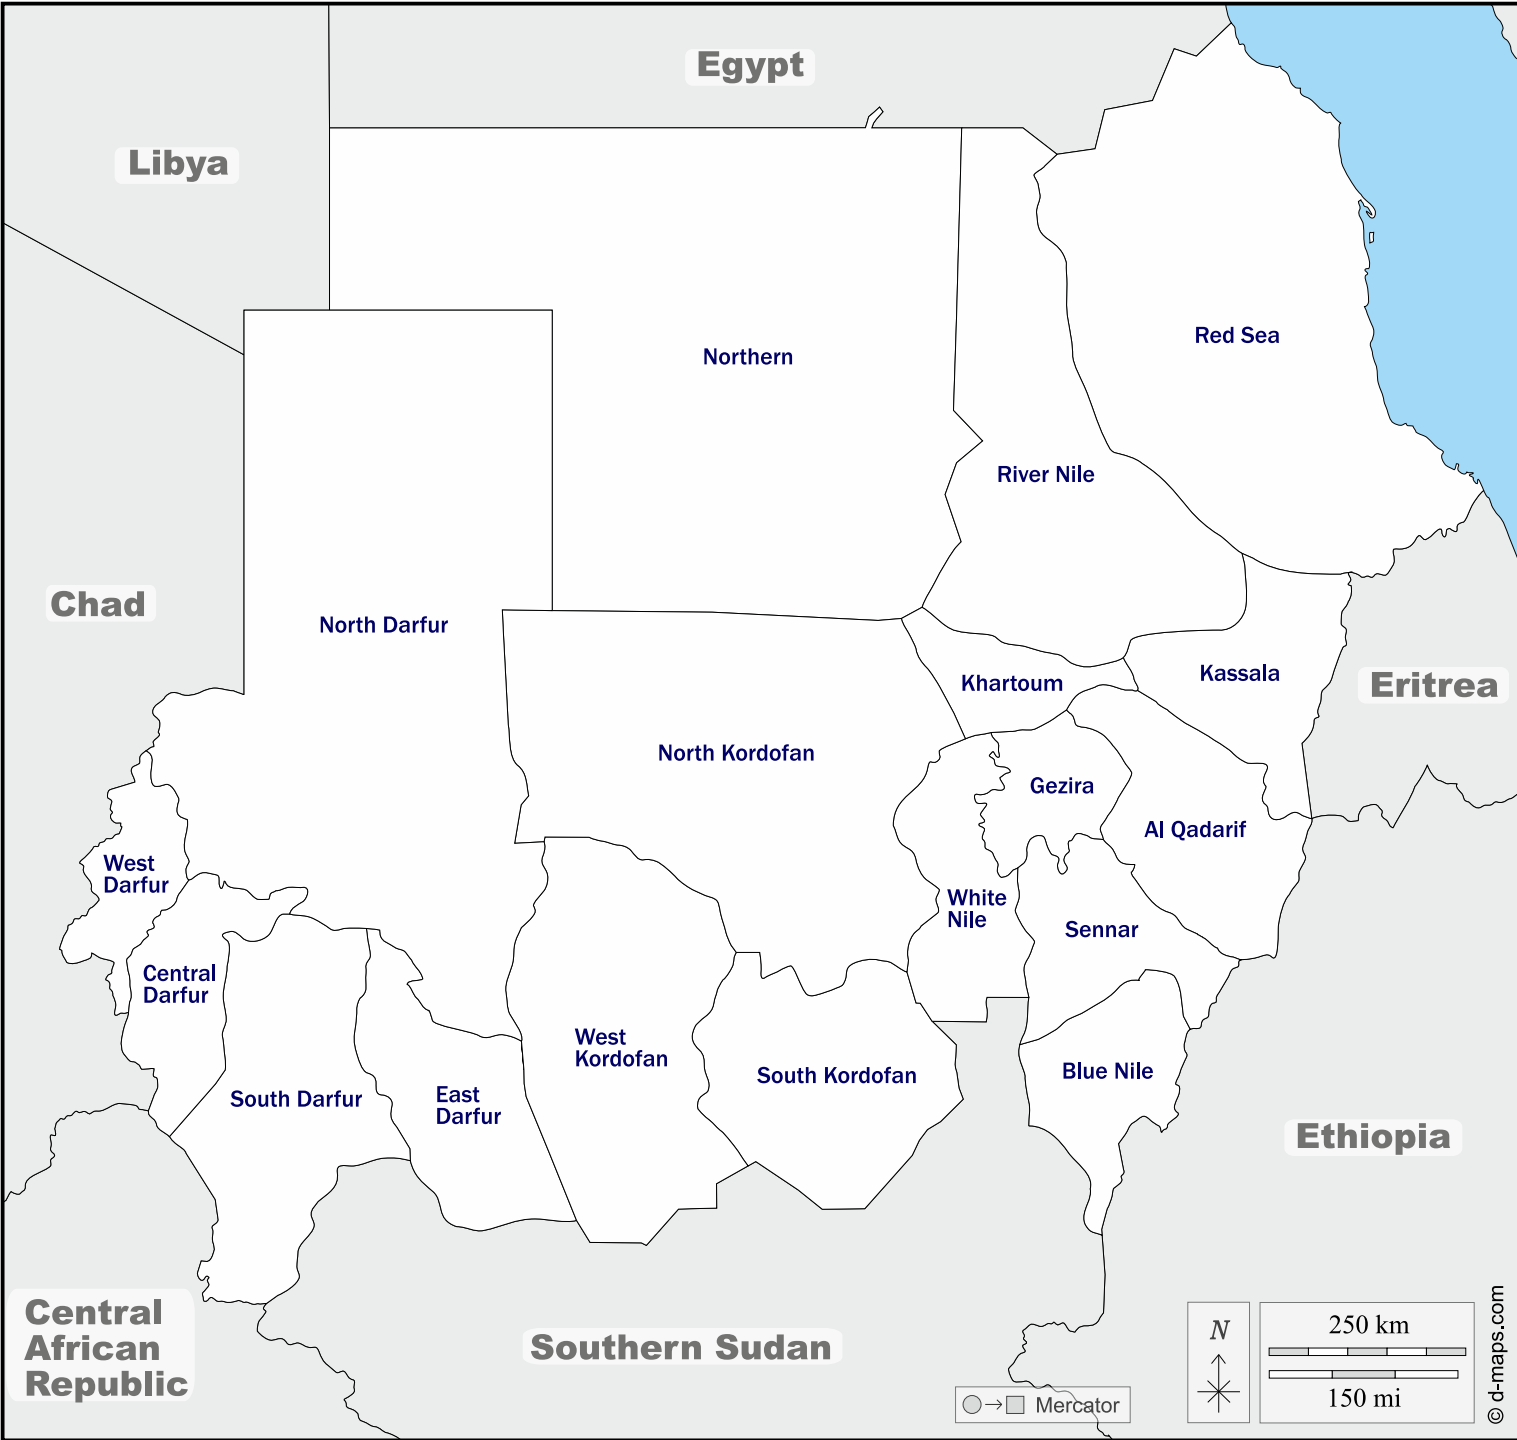 Egypt
Libya
Red Sea
Northern
River Nile
Chad
North Darfur
Kassala
Khartoum
Eritrea
North Kordofan
Gezira
Al Qadarif
West
Darfur
White
Nile
Sennar
Central
Darfur
West
Kordofan
Blue Nile
South Kordofan
South Darfur
East
Darfur
Ethiopia
Central
African
Republic
Southern Sudan
N
250 km
150 mi
Mercator
© d-maps.com